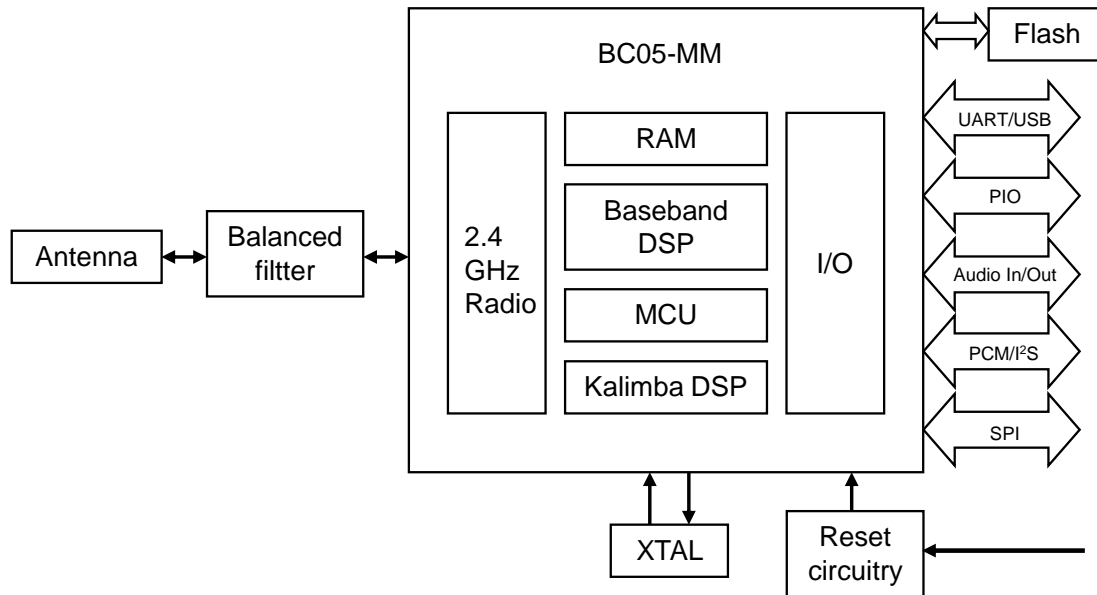 BC05-MM
Flash
UART/USB
PIO
Audio In/Out
PCM/I²S
SPI
RAM
Baseband
DSP
MCU
Kalimba DSP
2.4
GHz
Radio
I/O
Antenna
Balanced
filtter
XTAL
Reset
circuitry